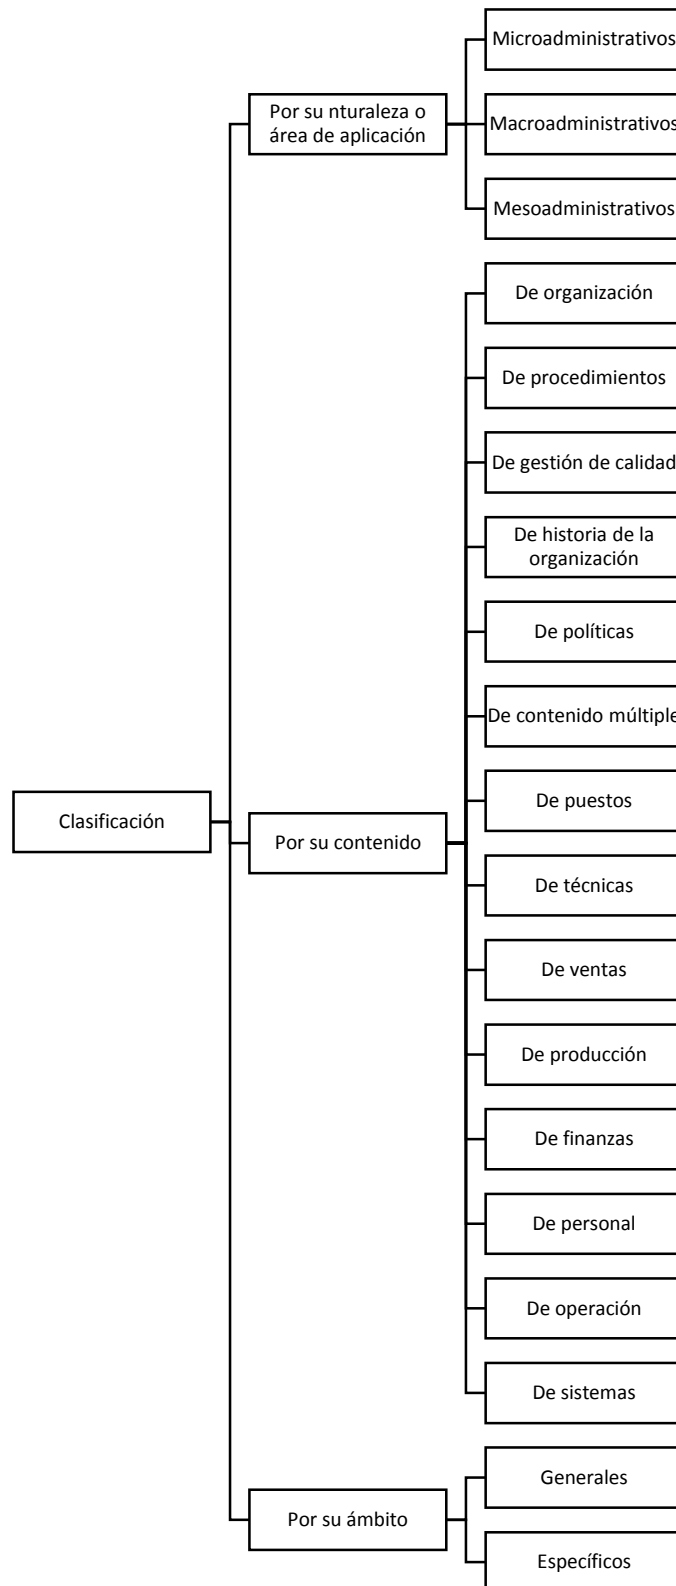 Clasificación
Por su nturaleza o
área de aplicación
Microadministrativos
Macroadministrativos
Mesoadministrativos
Por su contenido
De organización
De procedimientos
De gestión de calidad
De historia de la
organización
De políticas
De contenido múltiple
De puestos
De técnicas
De ventas
De producción
De finanzas
De personal
De operación
De sistemas
Por su ámbito
Generales
Específicos